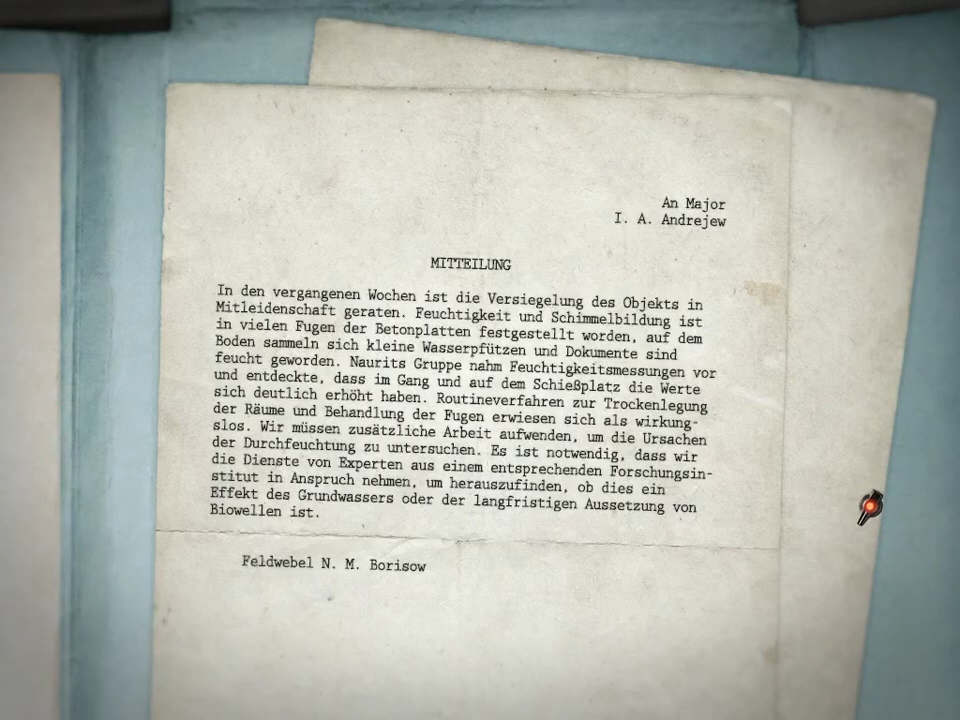 An Major
I. A. Andrejew
MITTEILUNG
In den vergangenen Wochen ist die Versiegelung des Objekts in
Mitleidenschaft geraten. Feuchtigkeit und Schimmelbildung ist
in vielen Fugen der Betonplatten festgestellt worden, auf dem
Boden sammeln sich kleine Wasserpfützen und Dokumente sind
feucht geworden. Naurits Gruppe nahm Feuchtigkeitsmessungen vor
und entdeckte, dass im Gang und auf dem Schießplatz die Werte
sich deutlich erhöht haben. Routineverfahren zur Trockenlegung
der Räume und Behandlung der Fugen erwiesen sich als wirkung-
slos. Wir müssen zusätzliche Arbeit aufwenden, um die Ursachen
der Durchfeuchtung zu untersuchen. Es ist notwendig, dass wir
die Dienste von Experten aus einem entsprechenden Forschungsin-
stitut in Anspruch nehmen, um herauszufinden, ob dies ein
Effekt des Grundwassers oder der langfristigen Aussetzung von
Biowellen ist.
Feldwebel N. M. Borisow